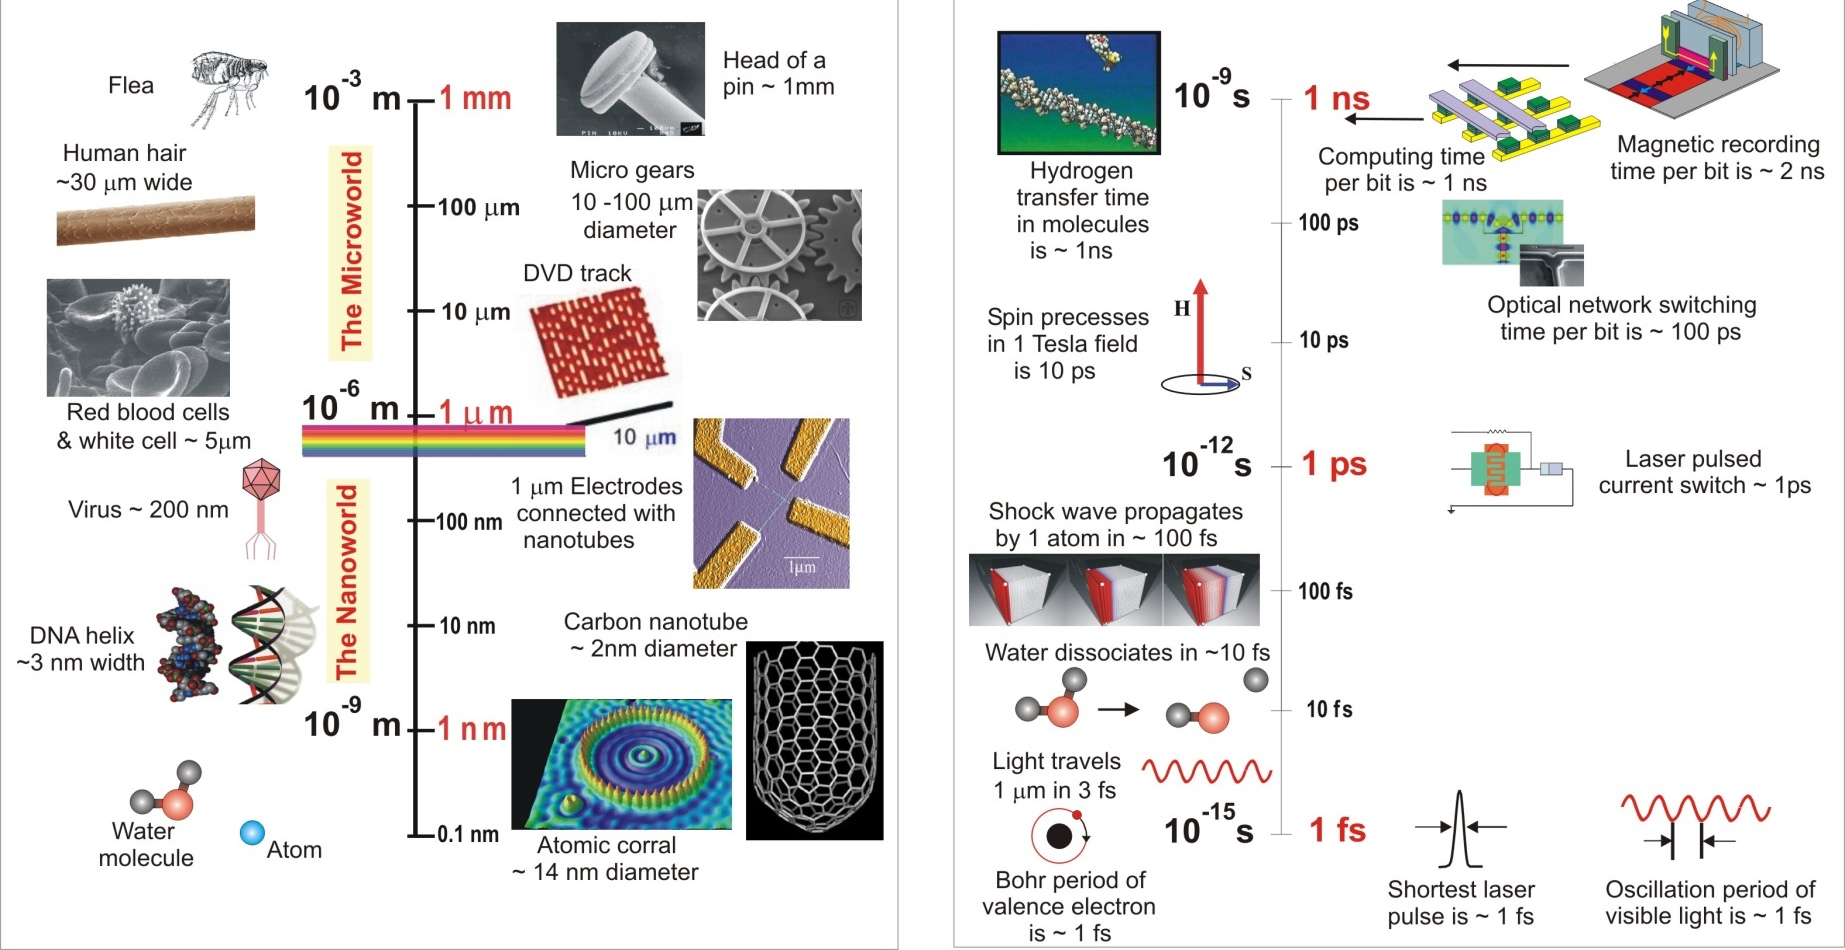 Flea
10⁻³ m
1 mm
Head of a
pin ~ 1mm
PIN 10kV
Human hair
~30 μm wide
The Microworld
100 μm
Micro gears
10 -100 μm
diameter
DVD track
10 μm
Red blood cells
& white cell ~ 5μm
10⁻⁶ m
1 μm
10 μm
Virus ~ 200 nm
The Nanoworld
100 nm
1 μm Electrodes
connected with
nanotubes
1μm
DNA helix
~3 nm width
10 nm
Carbon nanotube
~ 2nm diameter
10⁻⁹ m
1 nm
Water
molecule
Atom
0.1 nm
Atomic corral
~ 14 nm diameter
10⁻⁹ s
1 ns
Hydrogen
transfer time
in molecules
is ~ 1ns
Computing time
per bit is ~ 1 ns
Magnetic recording
time per bit is ~ 2 ns
100 ps
Optical network switching
time per bit is ~ 100 ps
Spin precesses
in 1 Tesla field
is 10 ps
H
S
10 ps
10⁻¹² s
1 ps
Laser pulsed
current switch ~ 1ps
Shock wave propagates
by 1 atom in ~ 100 fs
100 fs
Water dissociates in ~10 fs
10 fs
Light travels
1 μm in 3 fs
10⁻¹⁵ s
1 fs
Bohr period of
valence electron
is ~ 1 fs
Shortest laser
pulse is ~ 1 fs
Oscillation period of
visible light is ~ 1 fs